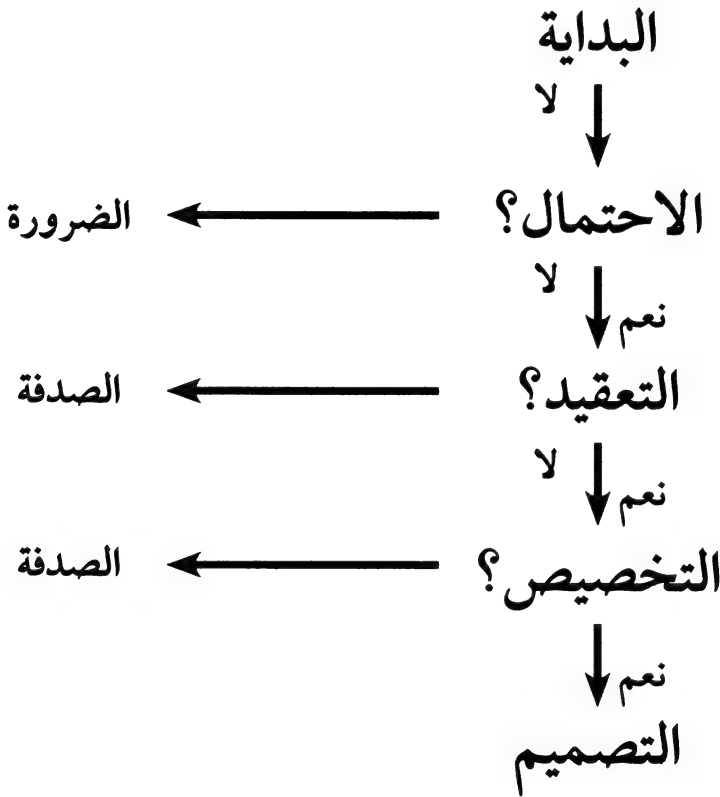 البداية
لا
الاحتمال؟
الضرورة
لا
نعم
التعقيد؟
الصدفة
لا
نعم
التخصيص؟
الصدفة
نعم
التصميم